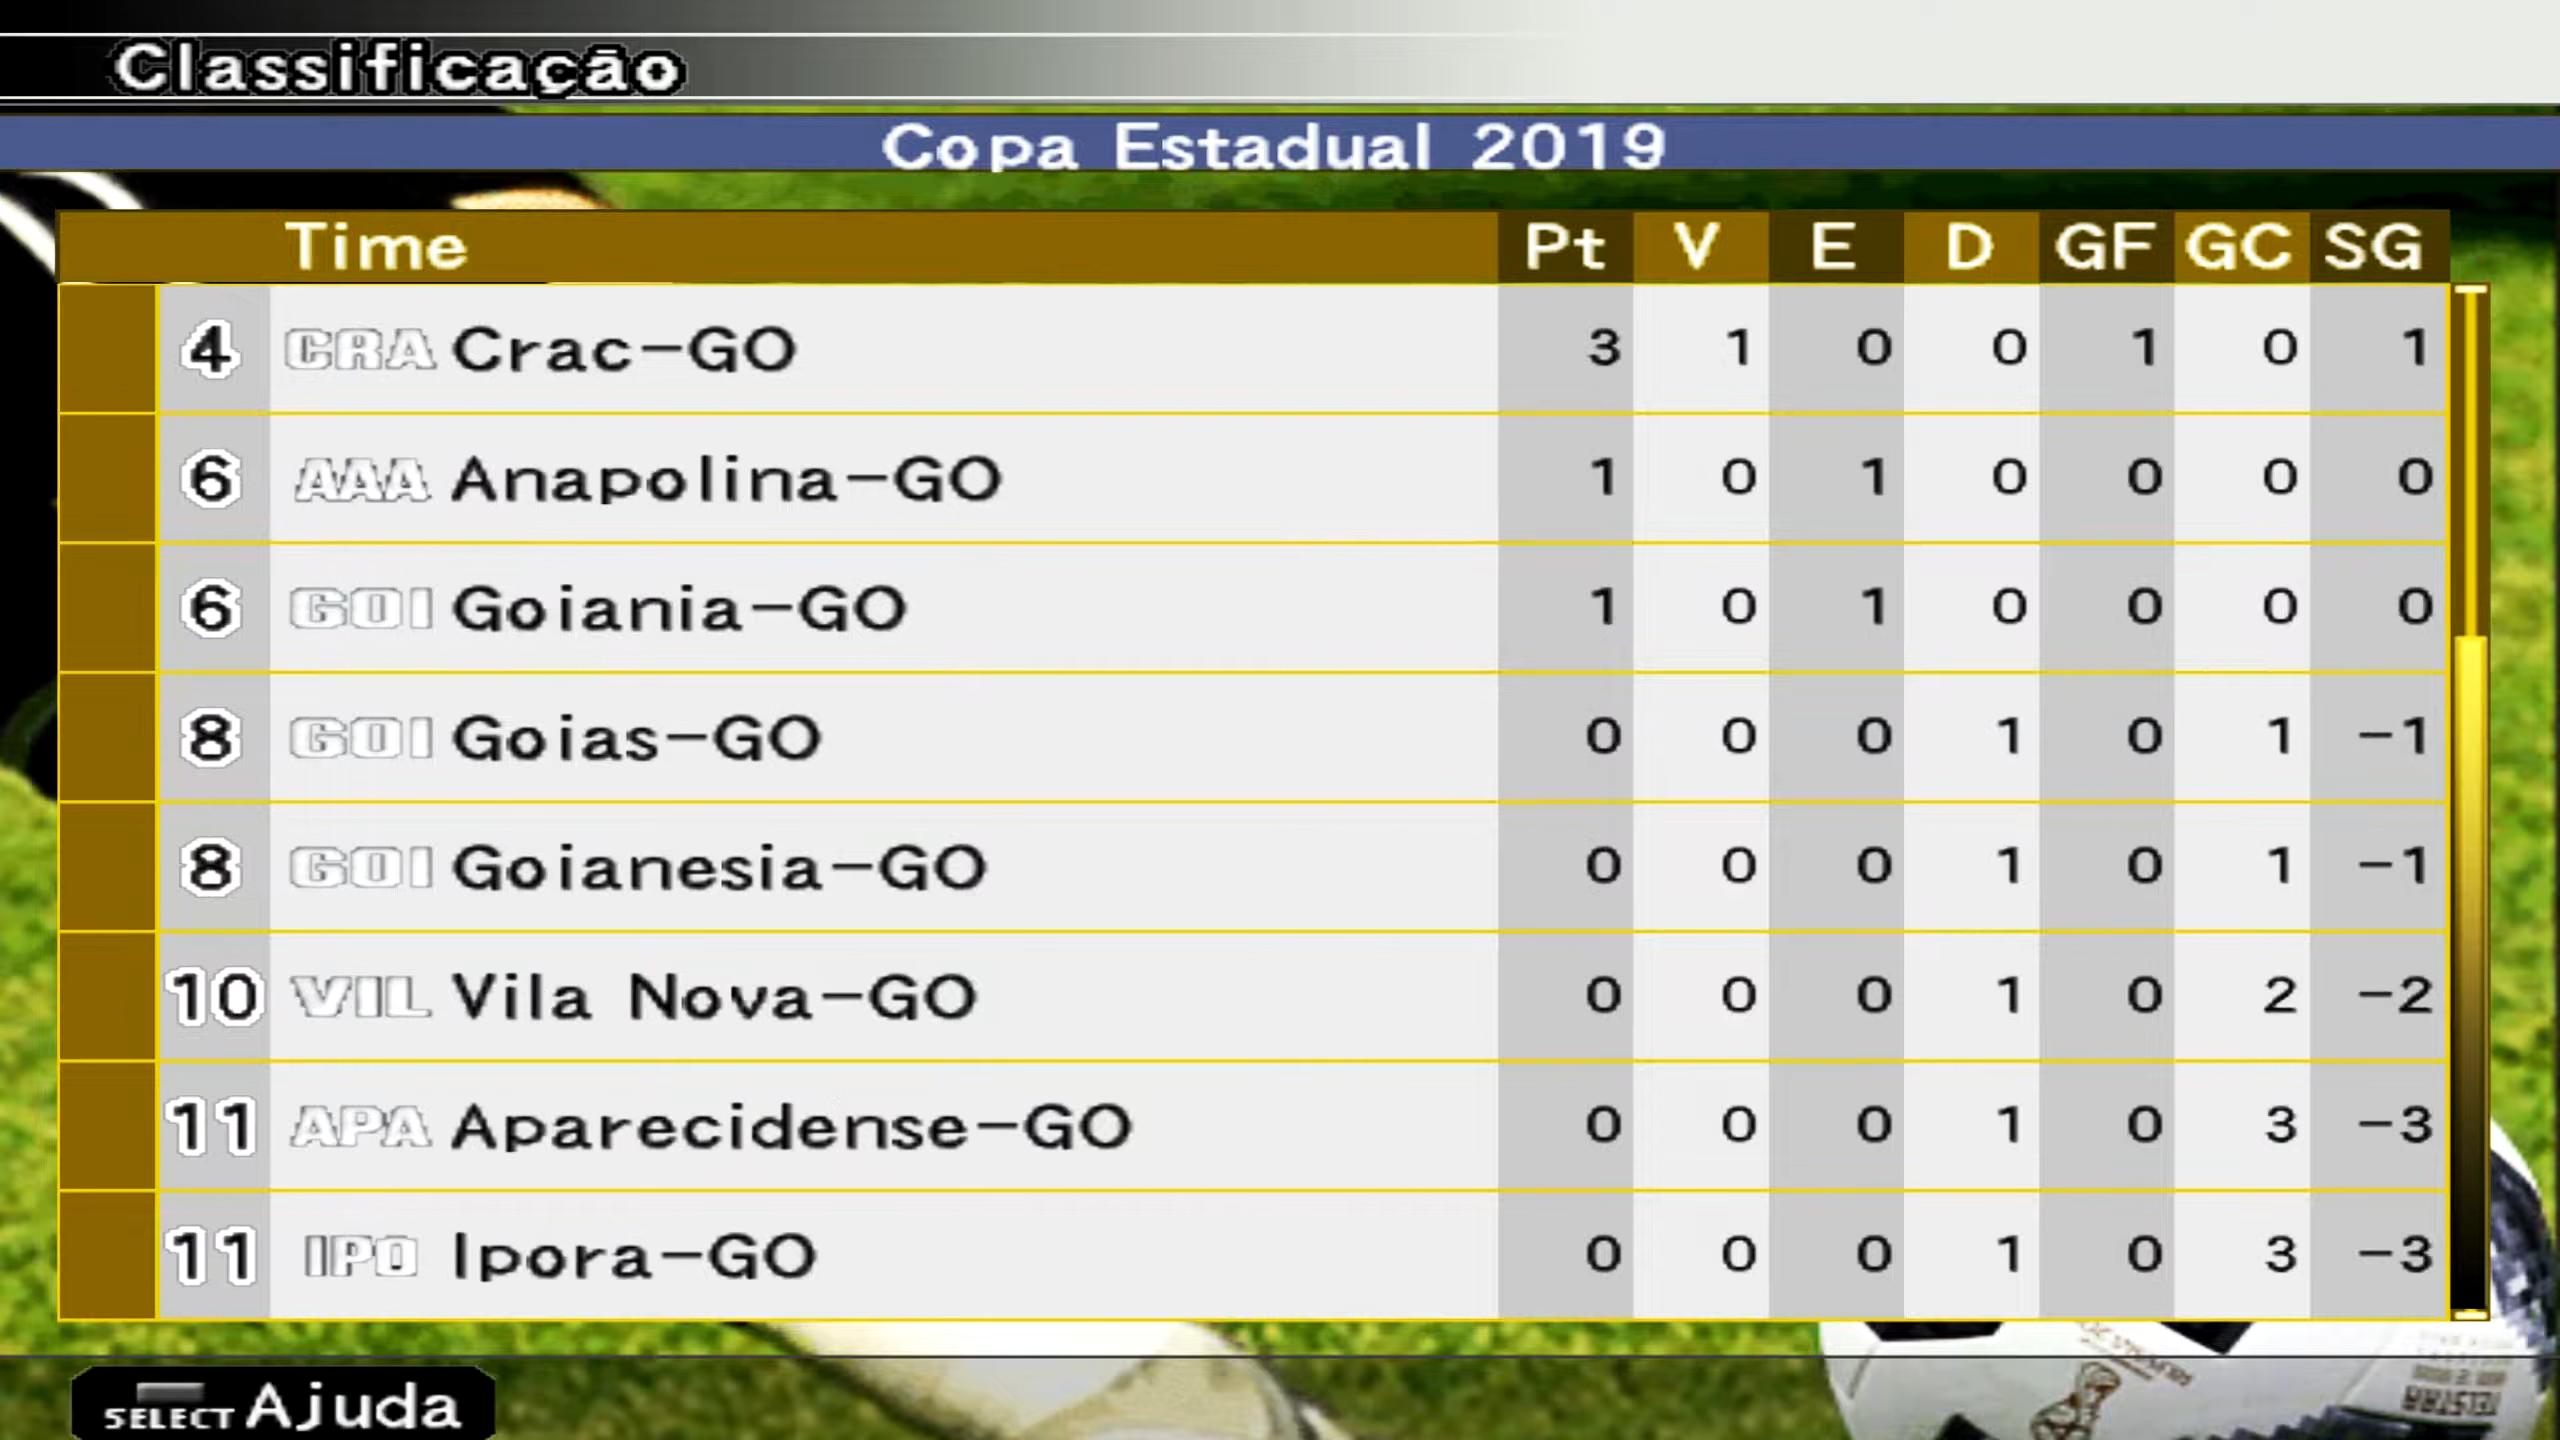 Classificação
Copa Estadual 2019
Time Pt V E D GF GC SG
4 CRA Crac-GO 3 1 0 0 1 0 1
6 AAA Anapolina-GO 1 0 1 0 0 0 0
6 GOI Goiania-GO 1 0 1 0 0 0 0
8 GOI Goias-GO 0 0 0 1 0 1 -1
8 GOI Goianesia-GO 0 0 0 1 0 1 -1
10 VIL Vila Nova-GO 0 0 0 1 0 2 -2
11 APA Aparecidense-GO 0 0 0 1 0 3 -3
11 IPO Ipora-GO 0 0 0 1 0 3 -3
SELECT Ajuda